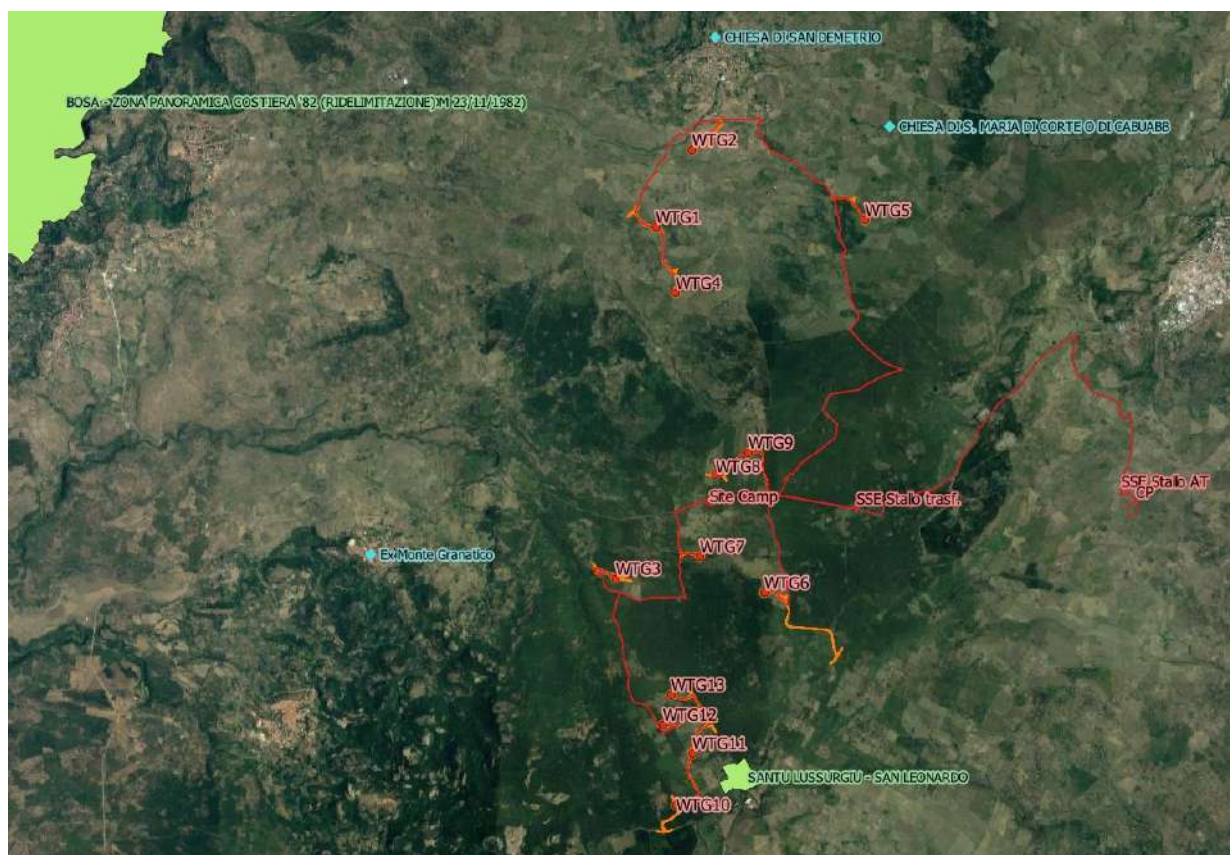 CHIESA DI SAN DEMETRIO
BOSA - ZONA PANORAMICA COSTIERA '82 (RIDELIMITAZIONE)DM 23/11/1982)
CHIESA DI S. MARIA DI CORTE O DI CABUABB
WTG2
WTG1
WTG5
WTG4
WTG9
WTG8
Site Camp
SSE Stallo trasf.
SSE Stallo AT
CP
Ex Monte Granatico
WTG7
WTG3
WTG6
WTG13
WTG12
WTG11
SANTU LUSSURGIU - SAN LEONARDO
WTG10